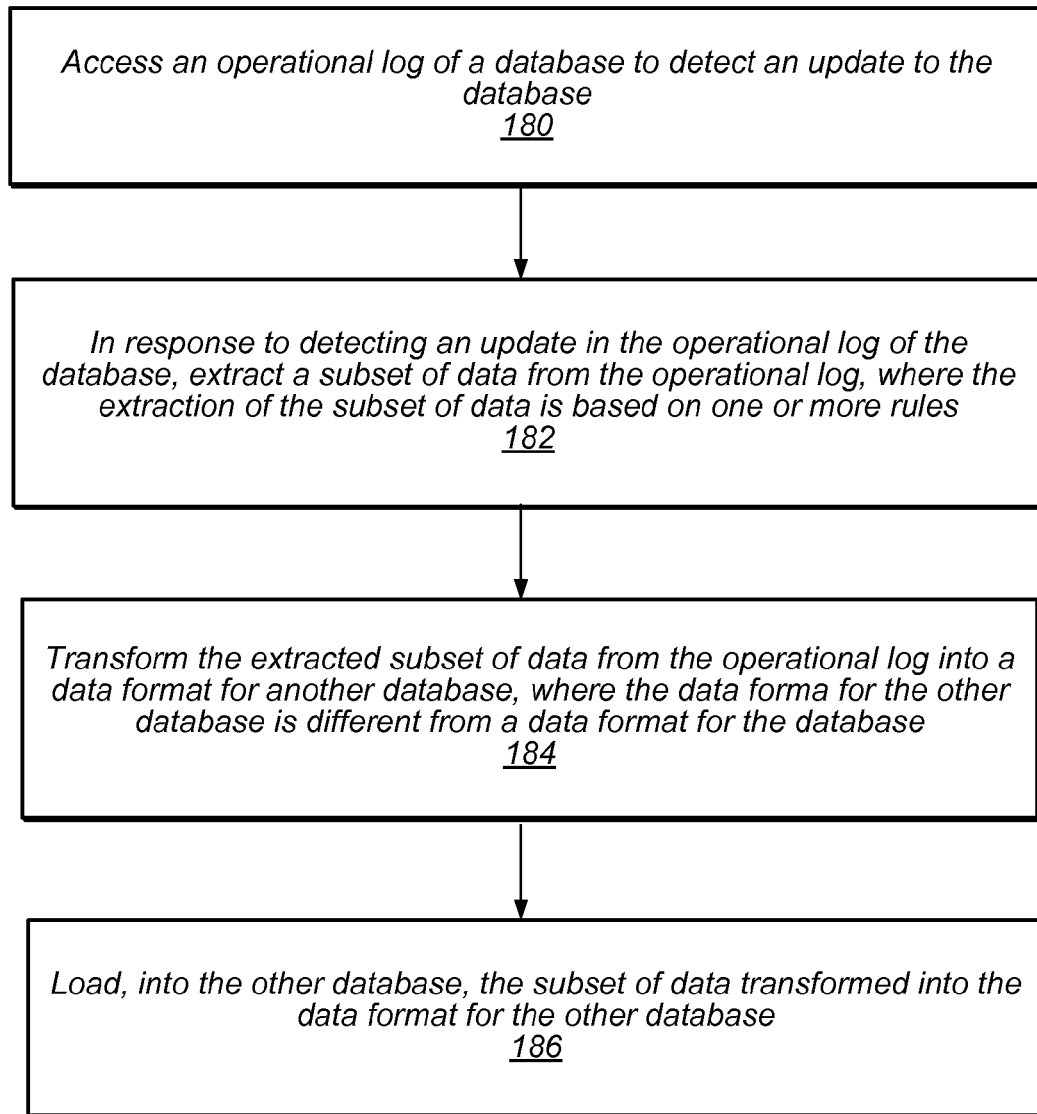 Access an operational log of a database to detect an update to the
database
180
In response to detecting an update in the operational log of the
database, extract a subset of data from the operational log, where the
extraction of the subset of data is based on one or more rules
182
Transform the extracted subset of data from the operational log into a
data format for another database, where the data forma for the other
database is different from a data format for the database
184
Load, into the other database, the subset of data transformed into the
data format for the other database
186